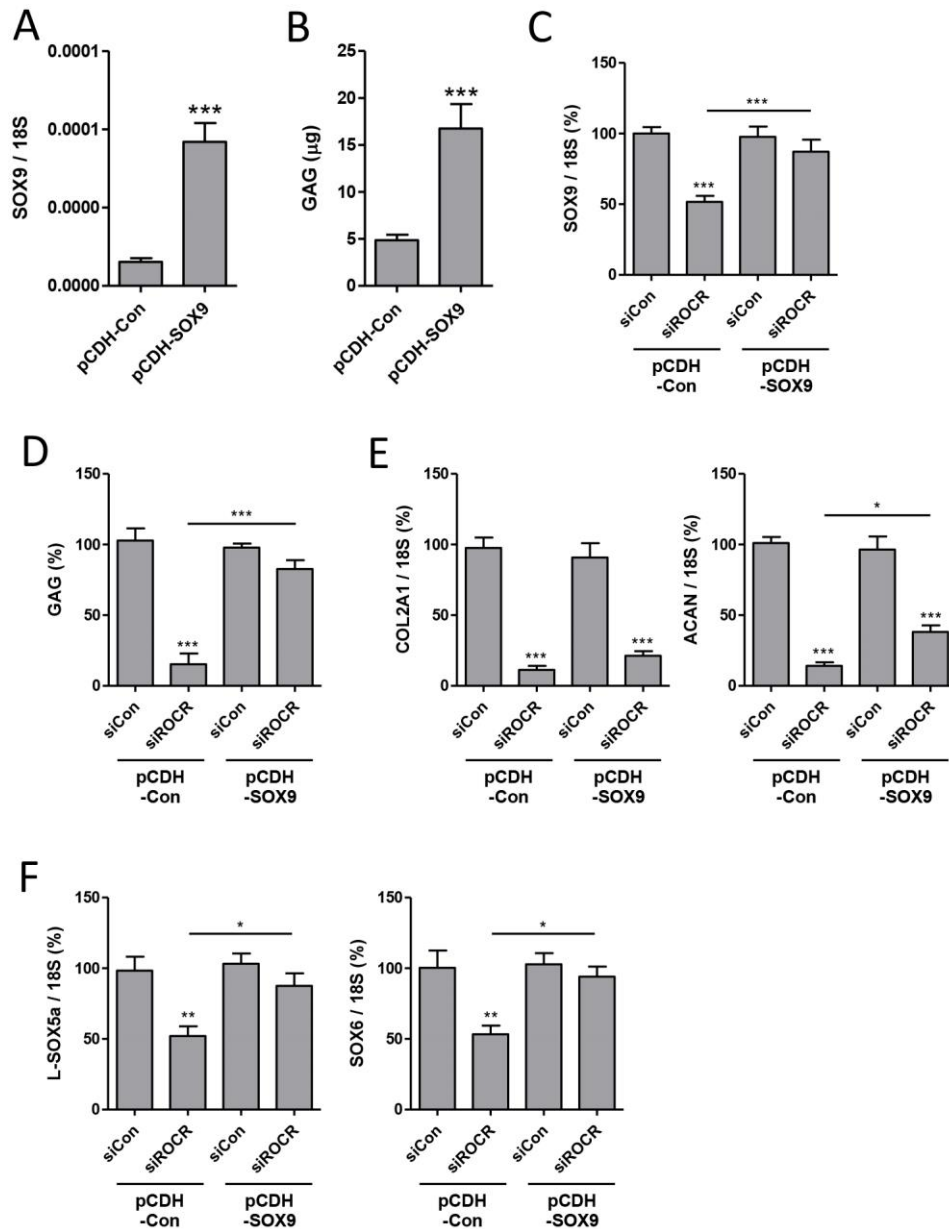 A
SOX9 / 18S
0.0001
0.0001
0.0000
0.0000
***
pCDH-Con
pCDH-SOX9
B
GAG (µg)
25
20
15
10
5
0
***
pCDH-Con
pCDH-SOX9
C
SOX9 / 18S (%)
150
100
50
0
***
***
siCon
siROCR
siCon
siROCR
pCDH
-Con
pCDH
-SOX9
D
GAG (%)
150
100
50
0
***
***
siCon
siROCR
siCon
siROCR
pCDH
-Con
pCDH
-SOX9
E
COL2A1 / 18S (%)
150
100
50
0
***
***
siCon
siROCR
siCon
siROCR
pCDH
-Con
pCDH
-SOX9
ACAN / 18S (%)
150
100
50
0
*
***
***
siCon
siROCR
siCon
siROCR
pCDH
-Con
pCDH
-SOX9
F
L-SOX5a / 18S (%)
150
100
50
0
*
**
siCon
siROCR
siCon
siROCR
pCDH
-Con
pCDH
-SOX9
SOX6 / 18S (%)
150
100
50
0
*
**
siCon
siROCR
siCon
siROCR
pCDH
-Con
pCDH
-SOX9